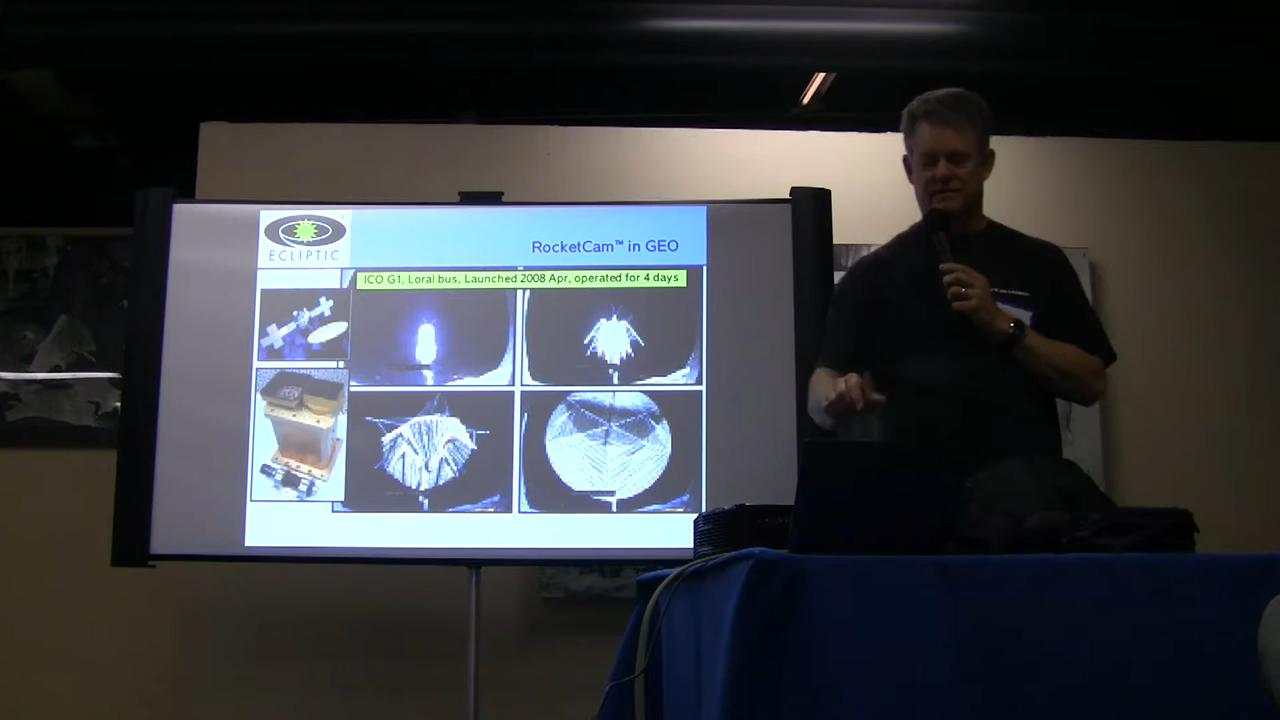 ECLIPTIC
RocketCam™ in GEO
ICO G1, Loral bus, Launched 2008 Apr, operated for 4 days